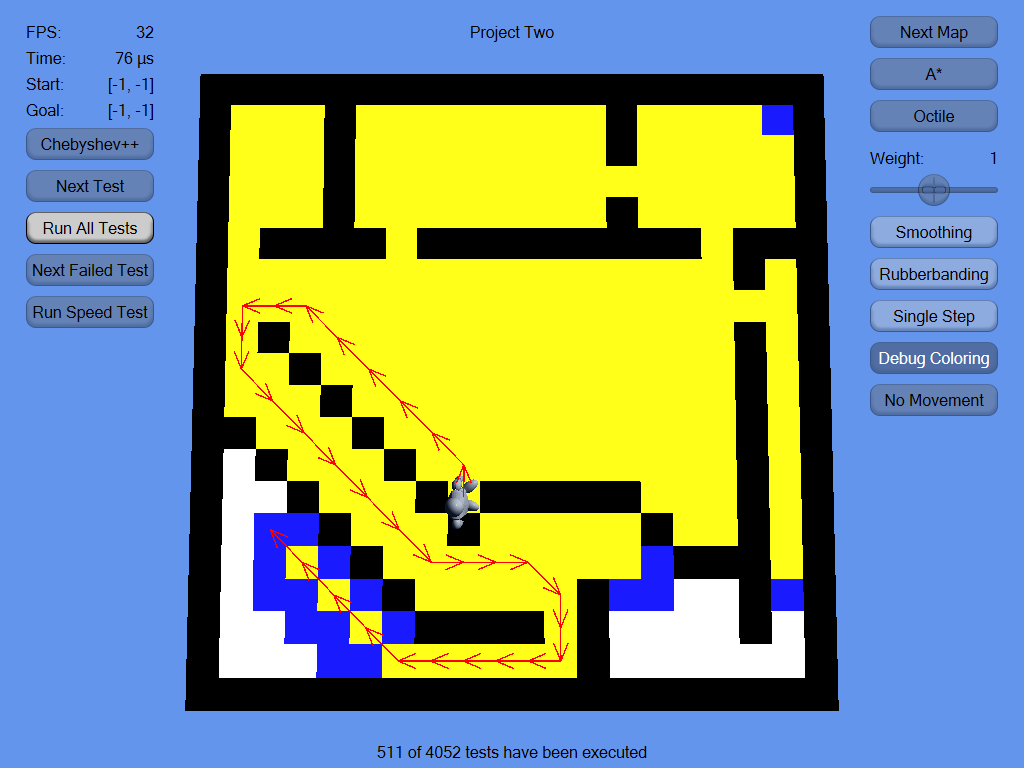 FPS: 32
Time: 76 µs
Start: [-1, -1]
Goal: [-1, -1]
Chebyshev++
Next Test
Run All Tests
Next Failed Test
Run Speed Test
Project Two
Next Map
A*
Octile
Weight: 1
Smoothing
Rubberbanding
Single Step
Debug Coloring
No Movement
511 of 4052 tests have been executed